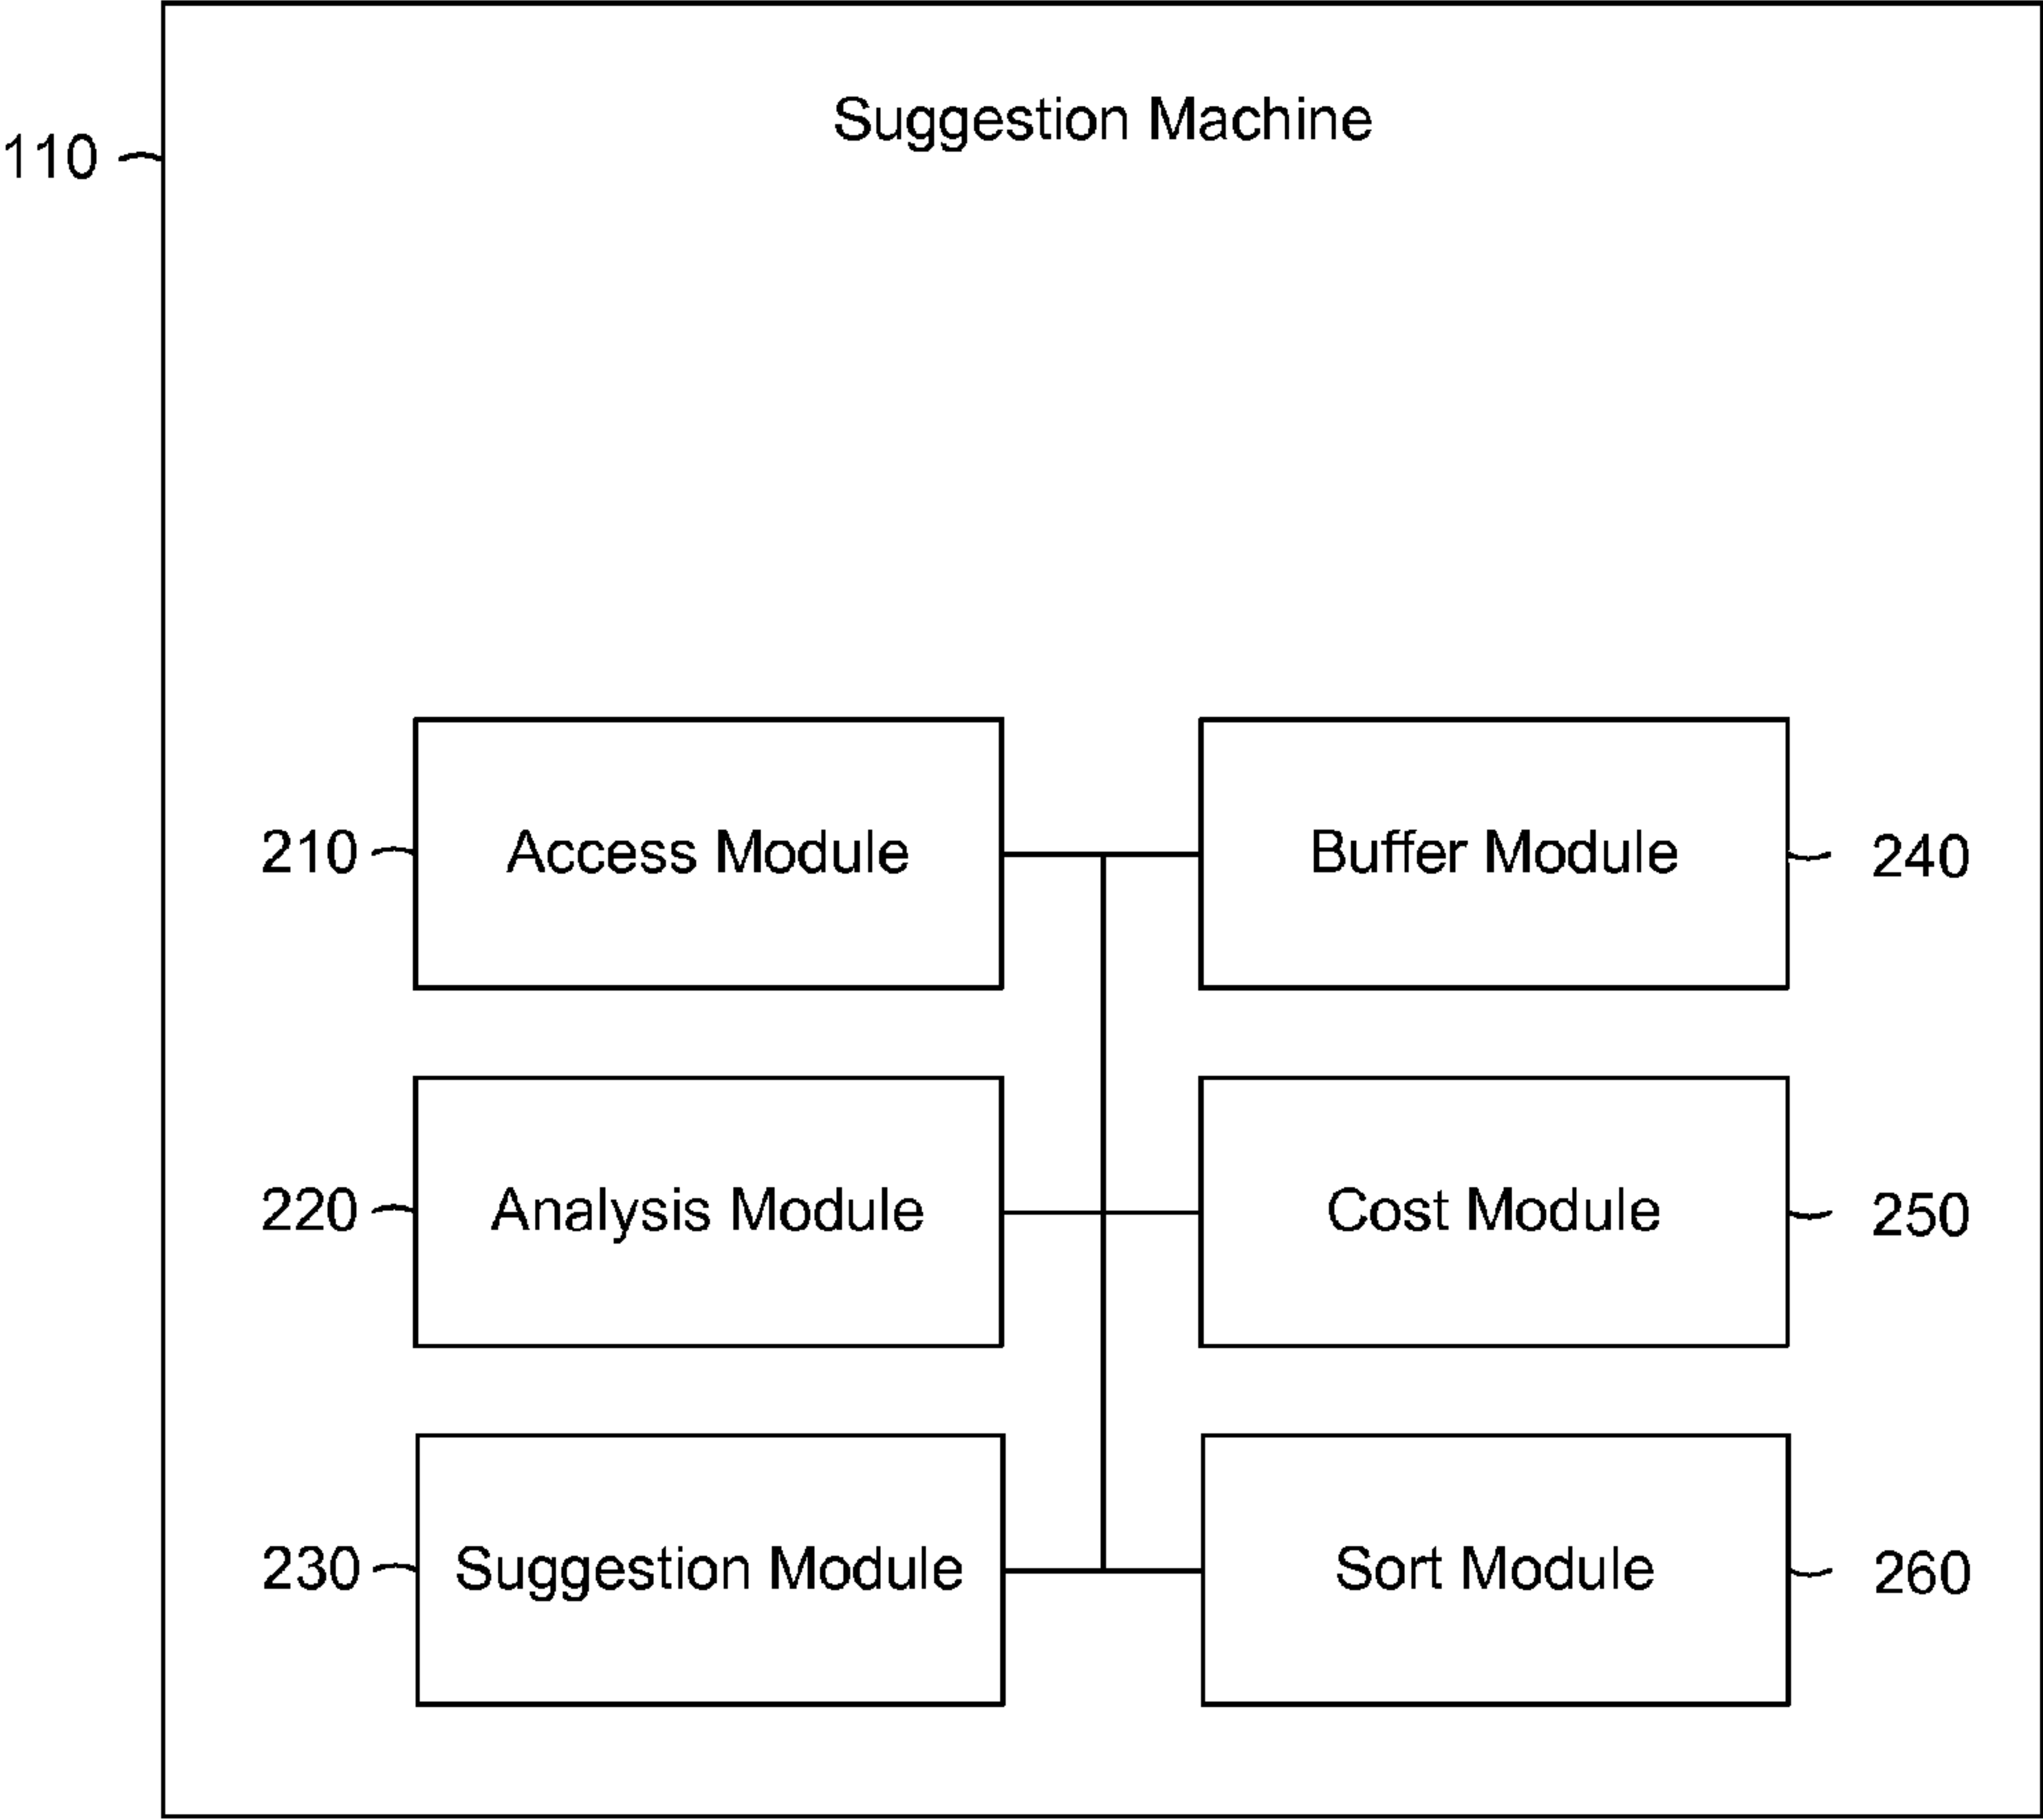 Suggestion Machine
110
210
Access Module
Buffer Module
240
220
Analysis Module
Cost Module
250
230
Suggestion Module
Sort Module
260